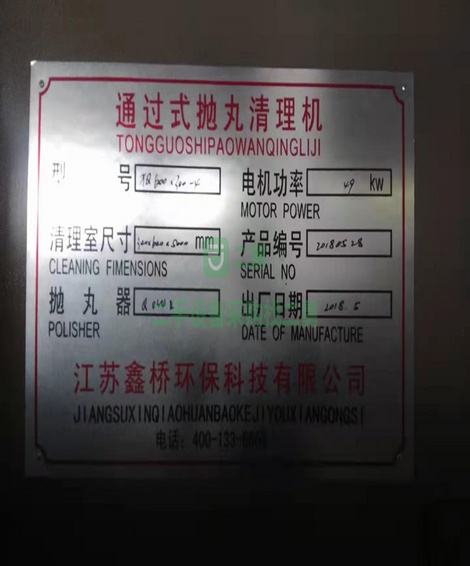 通过式抛丸清理机
TONGGUOSHIPAOWANQINGLIJI
型 号
电机功率 49 kw
MOTOR POWER
清理室尺寸 mm
产品编号 20180528
CLEANING FIMENSIONS
SERIAL NO
抛丸器
出厂日期 2018.5
POLISHER
DATE OF MANUFACTURE
江苏鑫桥环保科技有限公司
JIANGSUXINQIAOHUANBAOKEJIYOUXIANGONGSI
电话: 400-133-